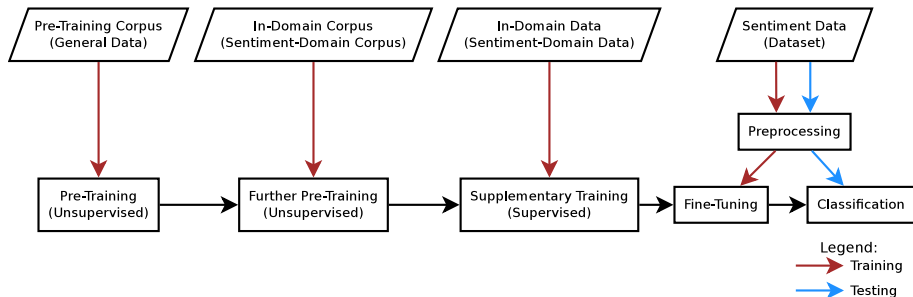 Pre-Training Corpus
(General Data)
In-Domain Corpus
(Sentiment-Domain Corpus)
In-Domain Data
(Sentiment-Domain Data)
Sentiment Data
(Dataset)
Preprocessing
Pre-Training
(Unsupervised)
Further Pre-Training
(Unsupervised)
Supplementary Training
(Supervised)
Fine-Tuning
Classification
Legend:
Training
Testing